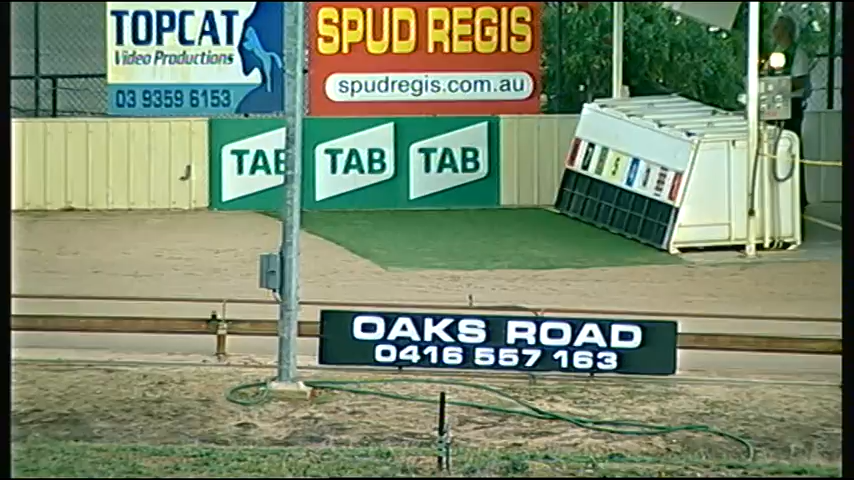 TOPCAT
Video Productions
03 9359 6153
SPUD REGIS
spudregis.com.au
TAB
TAB
TAB
OAKS ROAD
0416 557 163